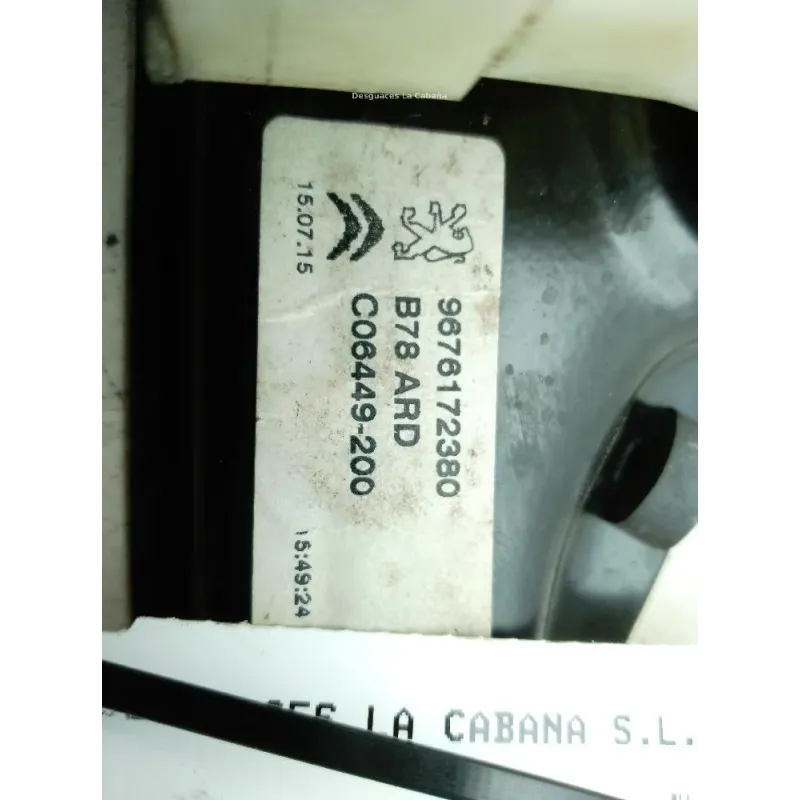 Desguaces La Cabaña
9676172380
B78 ARD
C06449-200
15.07.15
15:49:24
LA CABANA S.L.